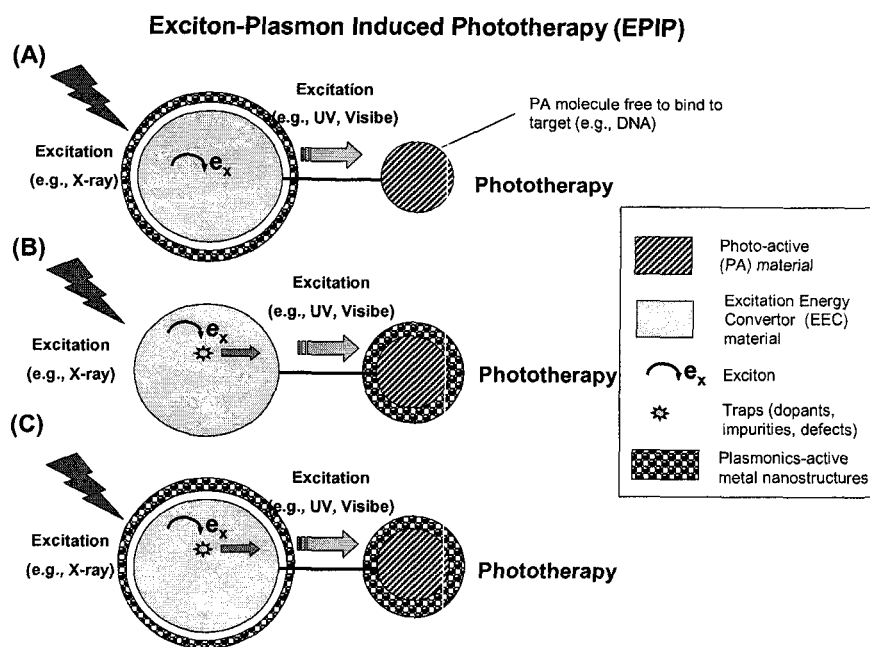 Exciton-Plasmon Induced Phototherapy (EPIP)
(A)
Excitation
(e.g., UV, Visibe)
PA molecule free to bind to
target (e.g., DNA)
Excitation
(e.g., X-ray)
ex
Phototherapy
(B)
Excitation
(e.g., UV, Visibe)
Excitation
(e.g., X-ray)
ex
Phototherapy
(C)
Excitation
(e.g., UV, Visibe)
Excitation
(e.g., X-ray)
ex
Phototherapy
Photo-active
(PA) material
Excitation Energy
Convertor (EEC)
material
ex
Exciton
Traps (dopants,
impurities, defects)
Plasmonics-active
metal nanostructures